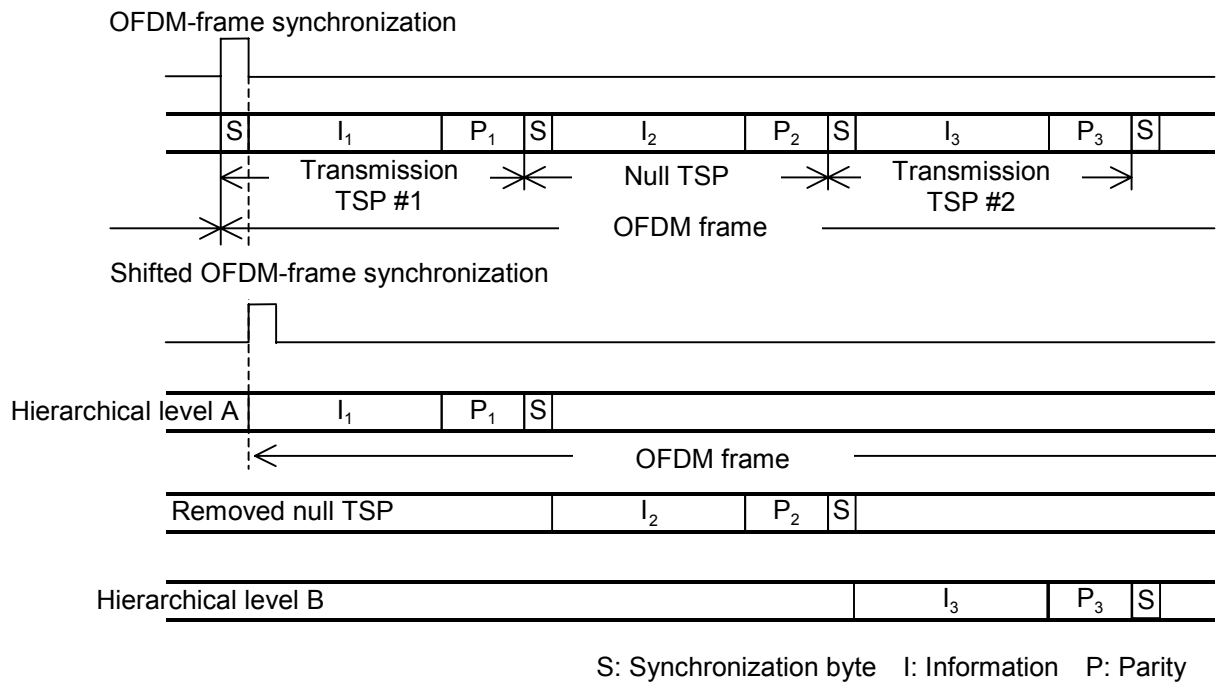 OFDM-frame synchronization
S I₁ P₁ S I₂ P₂ S I₃ P₃ S
Transmission TSP #1 Null TSP Transmission TSP #2
OFDM frame
Shifted OFDM-frame synchronization
Hierarchical level A I₁ P₁ S
OFDM frame
Removed null TSP I₂ P₂ S
Hierarchical level B I₃ P₃ S
S: Synchronization byte I: Information P: Parity